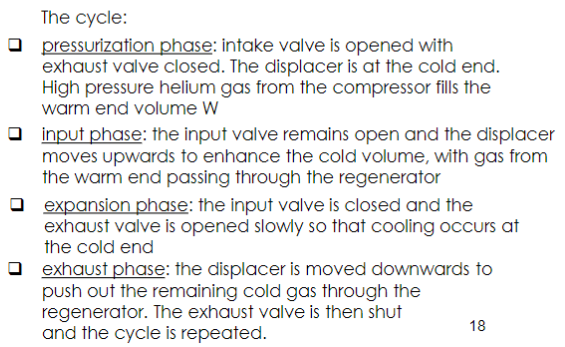 The cycle:
❑ pressurization phase: intake valve is opened with
exhaust valve closed. The displacer is at the cold end.
High pressure helium gas from the compressor fills the
warm end volume W
❑ input phase: the input valve remains open and the displacer
moves upwards to enhance the cold volume, with gas from
the warm end passing through the regenerator
❑ expansion phase: the input valve is closed and the
exhaust valve is opened slowly so that cooling occurs at
the cold end
❑ exhaust phase: the displacer is moved downwards to
push out the remaining cold gas through the
regenerator. The exhaust valve is then shut
and the cycle is repeated.
18